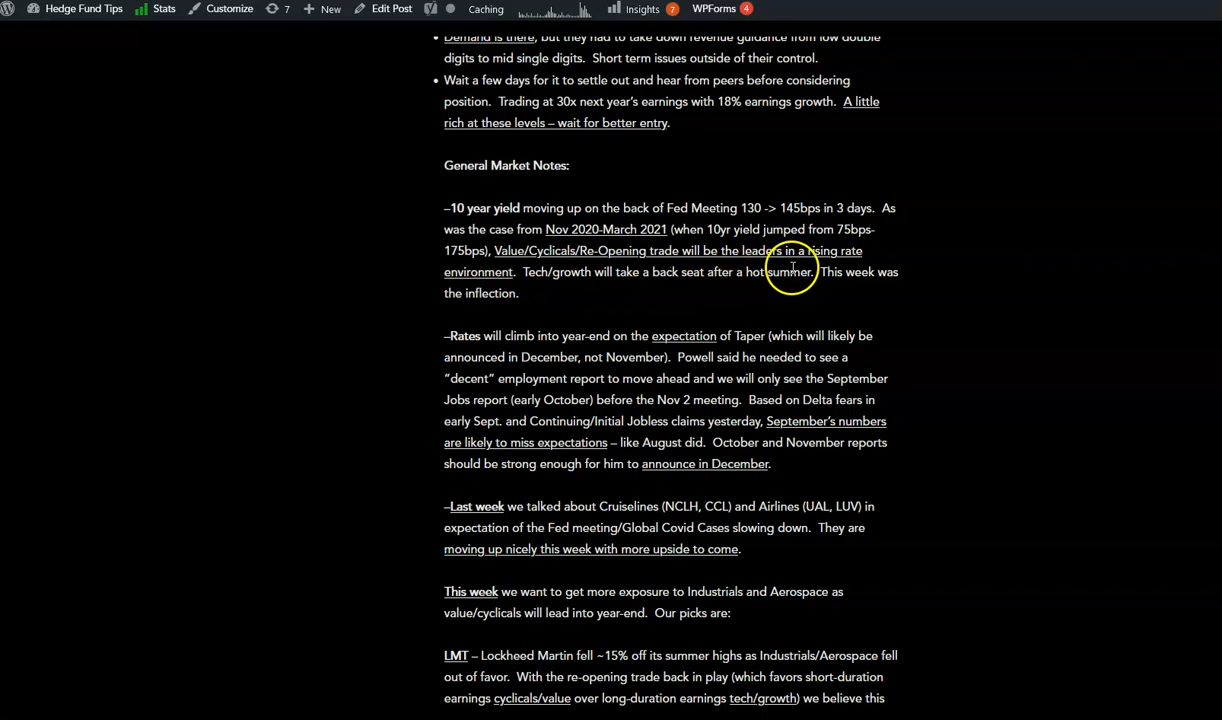 Hedge Fund Tips Stats Customize 7 New Edit Post Caching Insights 7 WPForms 4
• Demand is there, but they had to take down revenue guidance from low double
digits to mid single digits. Short term issues outside of their control.
• Wait a few days for it to settle out and hear from peers before considering
position. Trading at 30x next year's earnings with 18% earnings growth. A little
rich at these levels – wait for better entry.
General Market Notes:
–10 year yield moving up on the back of Fed Meeting 130 -> 145bps in 3 days. As
was the case from Nov 2020-March 2021 (when 10yr yield jumped from 75bps-
175bps), Value/Cyclicals/Re-Opening trade will be the leaders in a rising rate
environment. Tech/growth will take a back seat after a hot summer. This week was
the inflection.
–Rates will climb into year-end on the expectation of Taper (which will likely be
announced in December, not November). Powell said he needed to see a
“decent” employment report to move ahead and we will only see the September
Jobs report (early October) before the Nov 2 meeting. Based on Delta fears in
early Sept. and Continuing/Initial Jobless claims yesterday, September's numbers
are likely to miss expectations – like August did. October and November reports
should be strong enough for him to announce in December.
–Last week we talked about Cruiselines (NCLH, CCL) and Airlines (UAL, LUV) in
expectation of the Fed meeting/Global Covid Cases slowing down. They are
moving up nicely this week with more upside to come.
This week we want to get more exposure to Industrials and Aerospace as
value/cyclicals will lead into year-end. Our picks are:
LMT – Lockheed Martin fell ~15% off its summer highs as Industrials/Aerospace fell
out of favor. With the re-opening trade back in play (which favors short-duration
earnings cyclicals/value over long-duration earnings tech/growth) we believe this